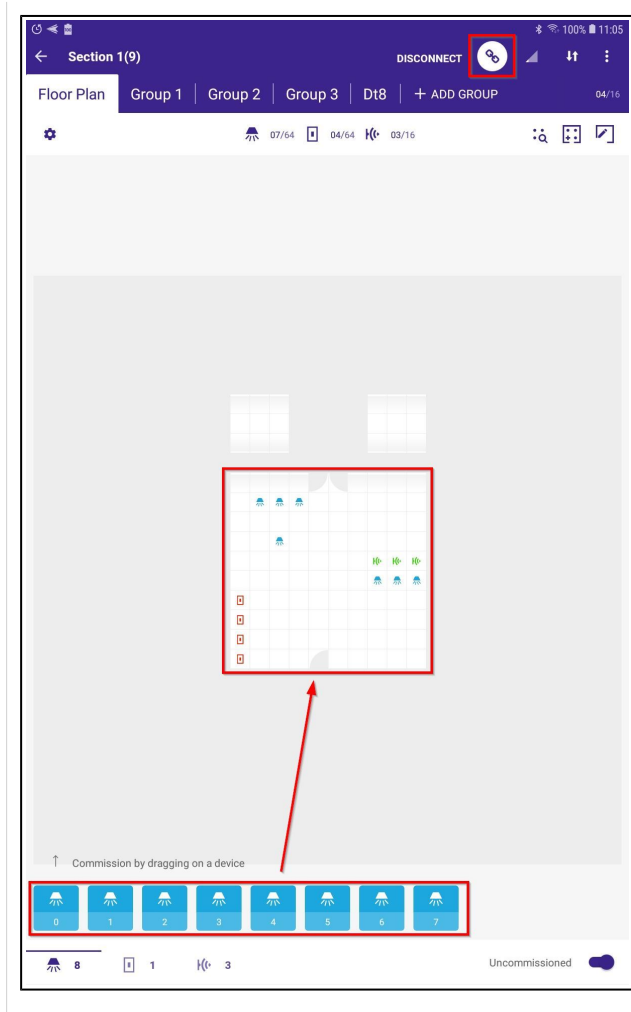 100% 11:05
Section 1(9) DISCONNECT
Floor Plan Group 1 Group 2 Group 3 Dt8 + ADD GROUP 04/16
07/64 04/64 03/16
↑ Commission by dragging on a device
0 1 2 3 4 5 6 7
8 1 3 Uncommissioned